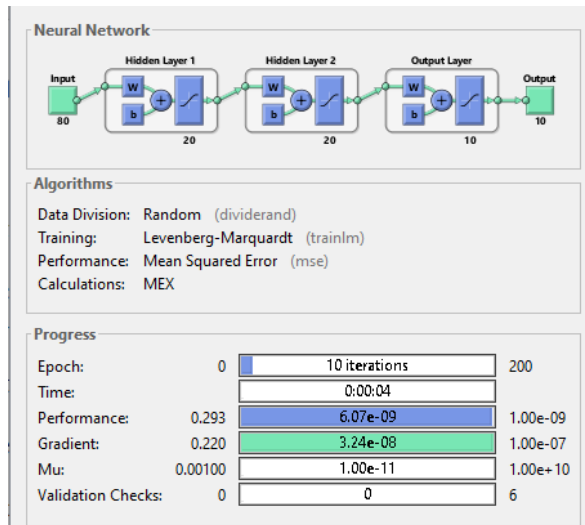 Neural Network
Hidden Layer 1 Hidden Layer 2 Output Layer
Input Output
W W W
+ + +
b b b
80 20 20 10 10
Algorithms
Data Division: Random (dividerand)
Training: Levenberg-Marquardt (trainlm)
Performance: Mean Squared Error (mse)
Calculations: MEX
Progress
Epoch: 0 10 iterations 200
Time: 0:00:04
Performance: 0.293 6.07e-09 1.00e-09
Gradient: 0.220 3.24e-08 1.00e-07
Mu: 0.00100 1.00e-11 1.00e+10
Validation Checks: 0 0 6